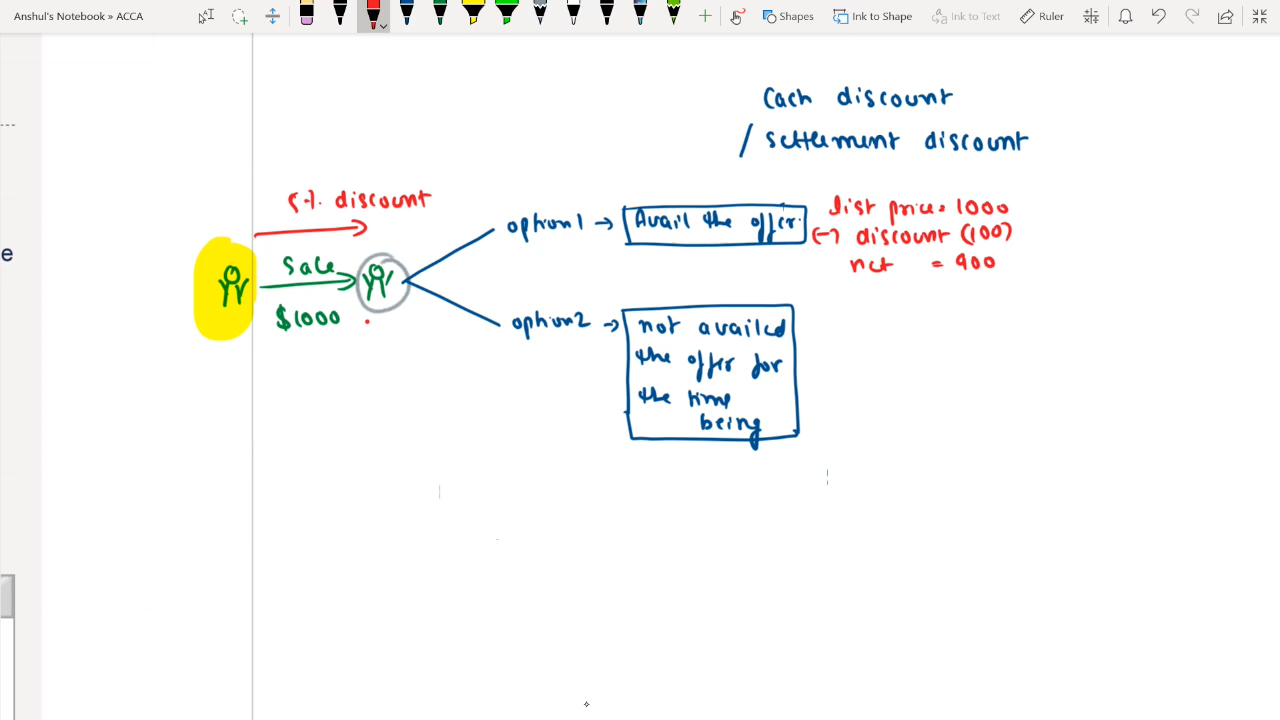 Anshul's Notebook » ACCA
Shapes
Ink to Shape
Ink to Text
Ruler
e
Cach discount
/ settlement discount
5% discount
Sale
$1000
option1 → Avail the offer.
list price = 1000
(-) discount (100)
net = 900
option2 → not availed
the offer for
the time
being